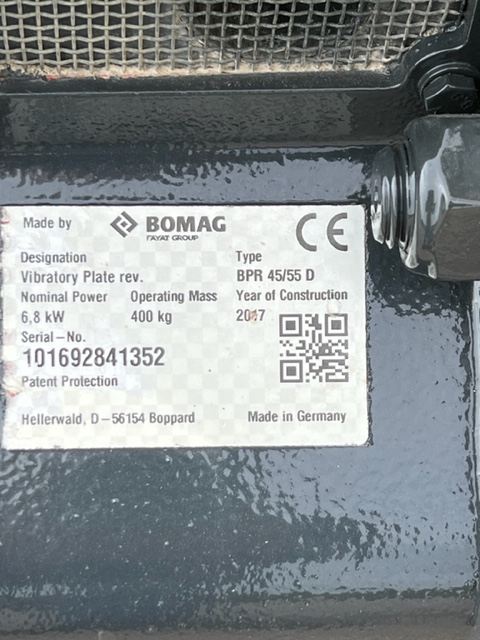 Made by BOMAG
FAYAT GROUP
CE
Designation Type
Vibratory Plate rev. BPR 45/55 D
Nominal Power Operating Mass Year of Construction
6,8 kW 400 kg 2017
Serial-No.
101692841352
Patent Protection
Hellerwald, D-56154 Boppard Made in Germany